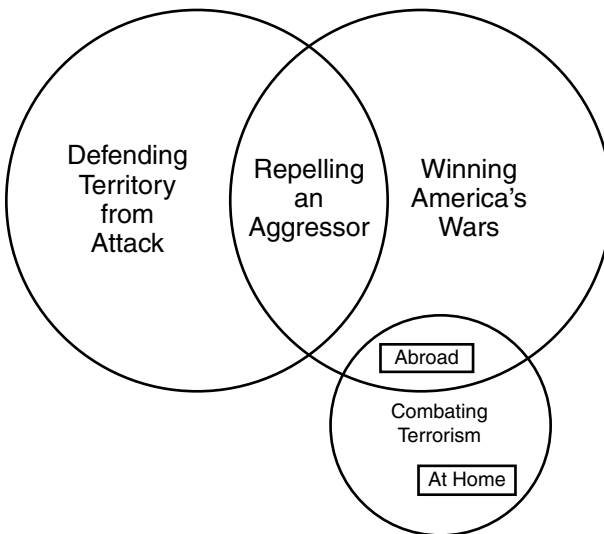 Defending
Territory
from
Attack
Repelling
an
Aggressor
Winning
America’s
Wars
Abroad
Combating
Terrorism
At Home